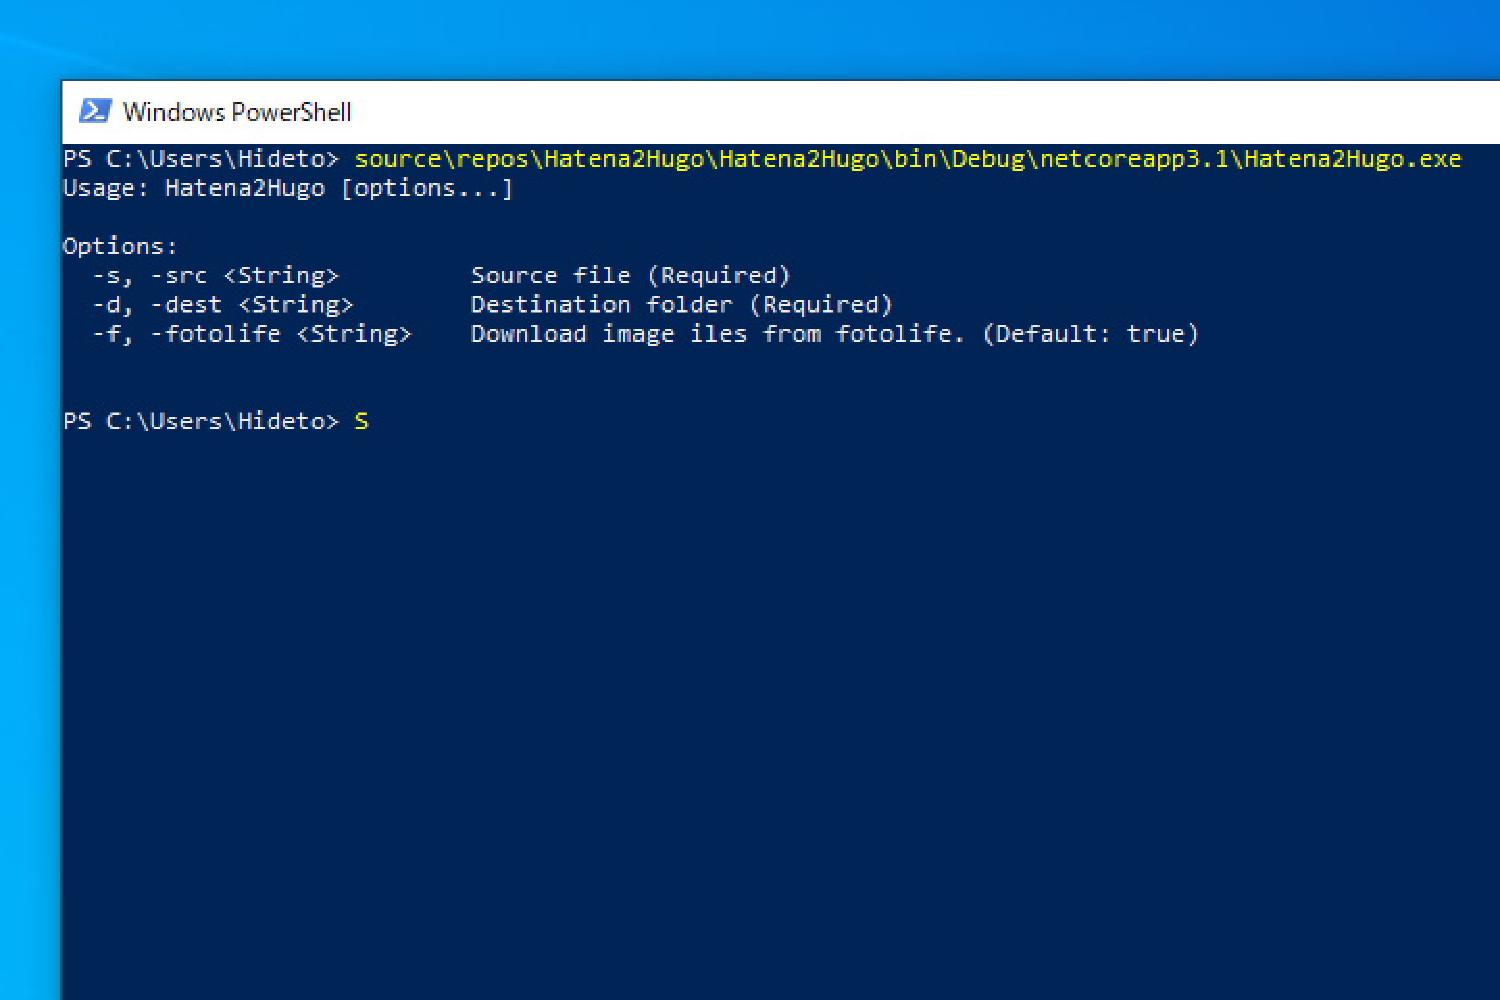 Windows PowerShell
PS C:\Users\Hideto> source\repos\Hatena2Hugo\Hatena2Hugo\bin\Debug\netcoreapp3.1\Hatena2Hugo.exe
Usage: Hatena2Hugo [options...]
Options:
-s, -src <String> Source file (Required)
-d, -dest <String> Destination folder (Required)
-f, -fotolife <String> Download image iles from fotolife. (Default: true)
PS C:\Users\Hideto> S